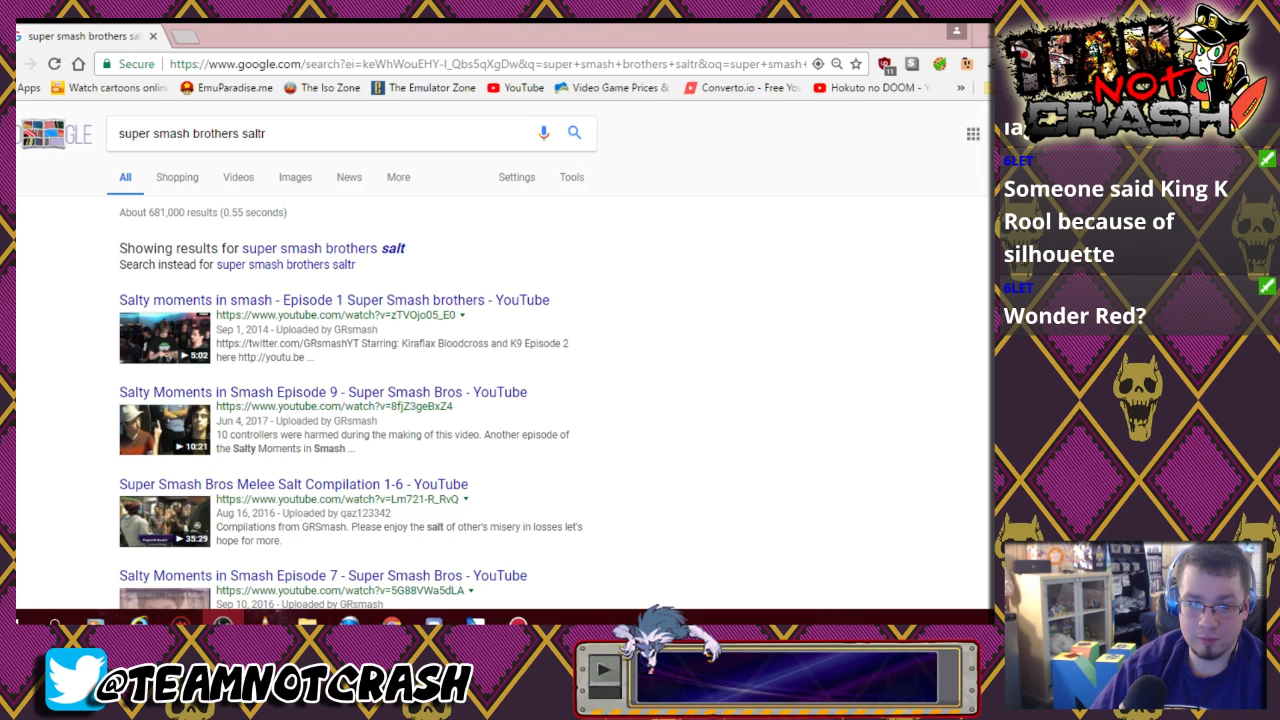 super smash brothers sal
Secure
https://www.google.com/search?ei=keWhWouEHY-I_QbsSqXgDw&q=super+smash+brothers+saltr&oq=super+smash+
11
Apps
Watch cartoons onlin
EmuParadise.me
The Iso Zone
The Emulator Zone
YouTube
Video Game Prices &
Converto.io - Free You
Hokuto no DOOM - Y
»
GLE
super smash brothers saltr
All
Shopping
Videos
Images
News
More
Settings
Tools
About 681,000 results (0.55 seconds)
Showing results for super smash brothers salt
Search instead for super smash brothers saltr
Salty moments in smash - Episode 1 Super Smash brothers - YouTube
https://www.youtube.com/watch?v=zTVOjo05_E0
Sep 1, 2014 - Uploaded by GRsmash
https://twitter.com/GRsmashYT Starring: Kiraflax Bloodcross and K9 Episode 2
here http://youtu.be ...
5:02
Salty Moments in Smash Episode 9 - Super Smash Bros - YouTube
https://www.youtube.com/watch?v=8fjZ3geBxZ4
Jun 4, 2017 - Uploaded by GRsmash
10 controllers were harmed during the making of this video. Another episode of
the Salty Moments in Smash ...
10:21
Super Smash Bros Melee Salt Compilation 1-6 - YouTube
https://www.youtube.com/watch?v=Lm721-R_RvQ
Aug 16, 2016 - Uploaded by qaz123342
Compilations from GRSmash. Please enjoy the salt of other's misery in losses let's
hope for more.
35:29
Salty Moments in Smash Episode 7 - Super Smash Bros - YouTube
https://www.youtube.com/watch?v=5G88VWa5dLA
Sep 10, 2016 - Uploaded by GRsmash
TEAM
NOT
CRASH
6LET
Someone said King K
Rool because of
silhouette
6LET
Wonder Red?
@TEAMNOTCRASH